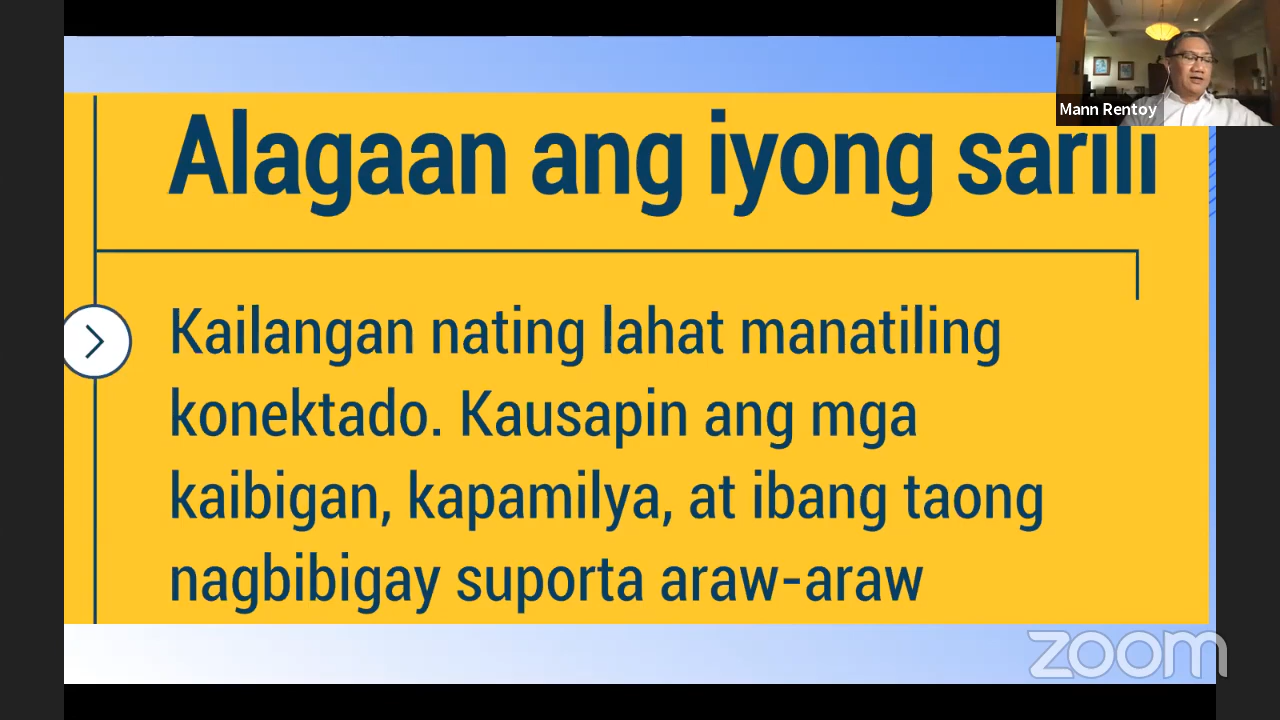 Alagaan ang iyong sarili
Mann Rentoy
Kailangan nating lahat manatiling
konektado. Kausapin ang mga
kaibigan, kapamilya, at ibang taong
nagbibigay suporta araw-araw
zoom